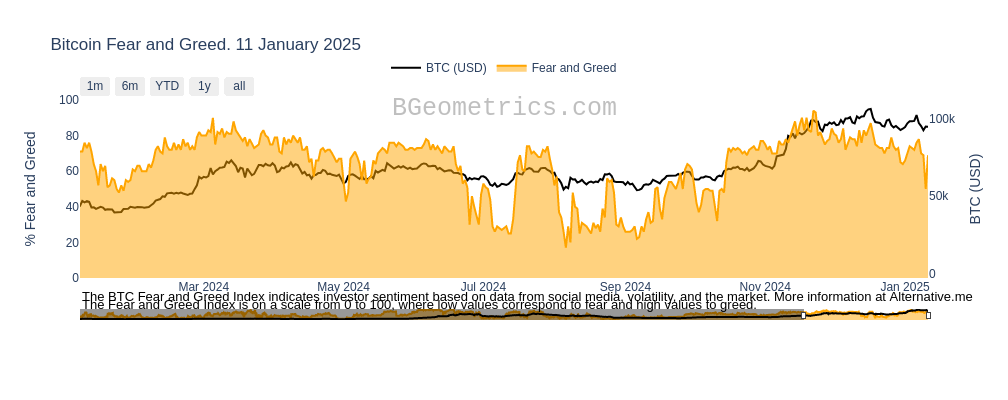 Bitcoin Fear and Greed. 11 January 2025
BTC (USD) Fear and Greed
1m 6m YTD 1y all
BGeometrics.com
100
80
60
40
20
0
% Fear and Greed
100k
50k
0
BTC (USD)
Mar 2024 May 2024 Jul 2024 Sep 2024 Nov 2024 Jan 2025
The BTC Fear and Greed Index indicates investor sentiment based on data from social media, volatility, and the market. More information at Alternative.me
The Fear and Greed Index is on a scale from 0 to 100, where low values correspond to fear and high values to greed.